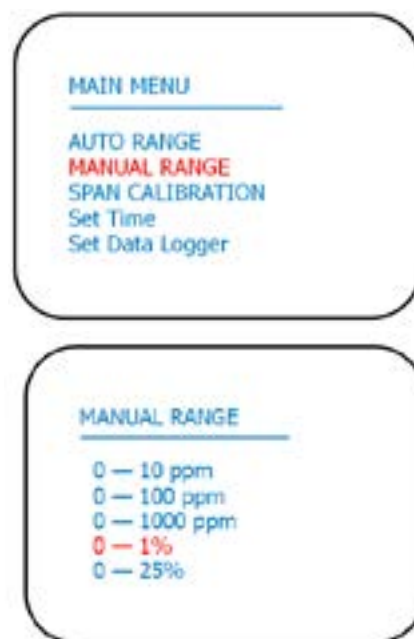 MAIN MENU
AUTO RANGE
MANUAL RANGE
SPAN CALIBRATION
Set Time
Set Data Logger
MANUAL RANGE
0 — 10 ppm
0 — 100 ppm
0 — 1000 ppm
0 — 1%
0 — 25%